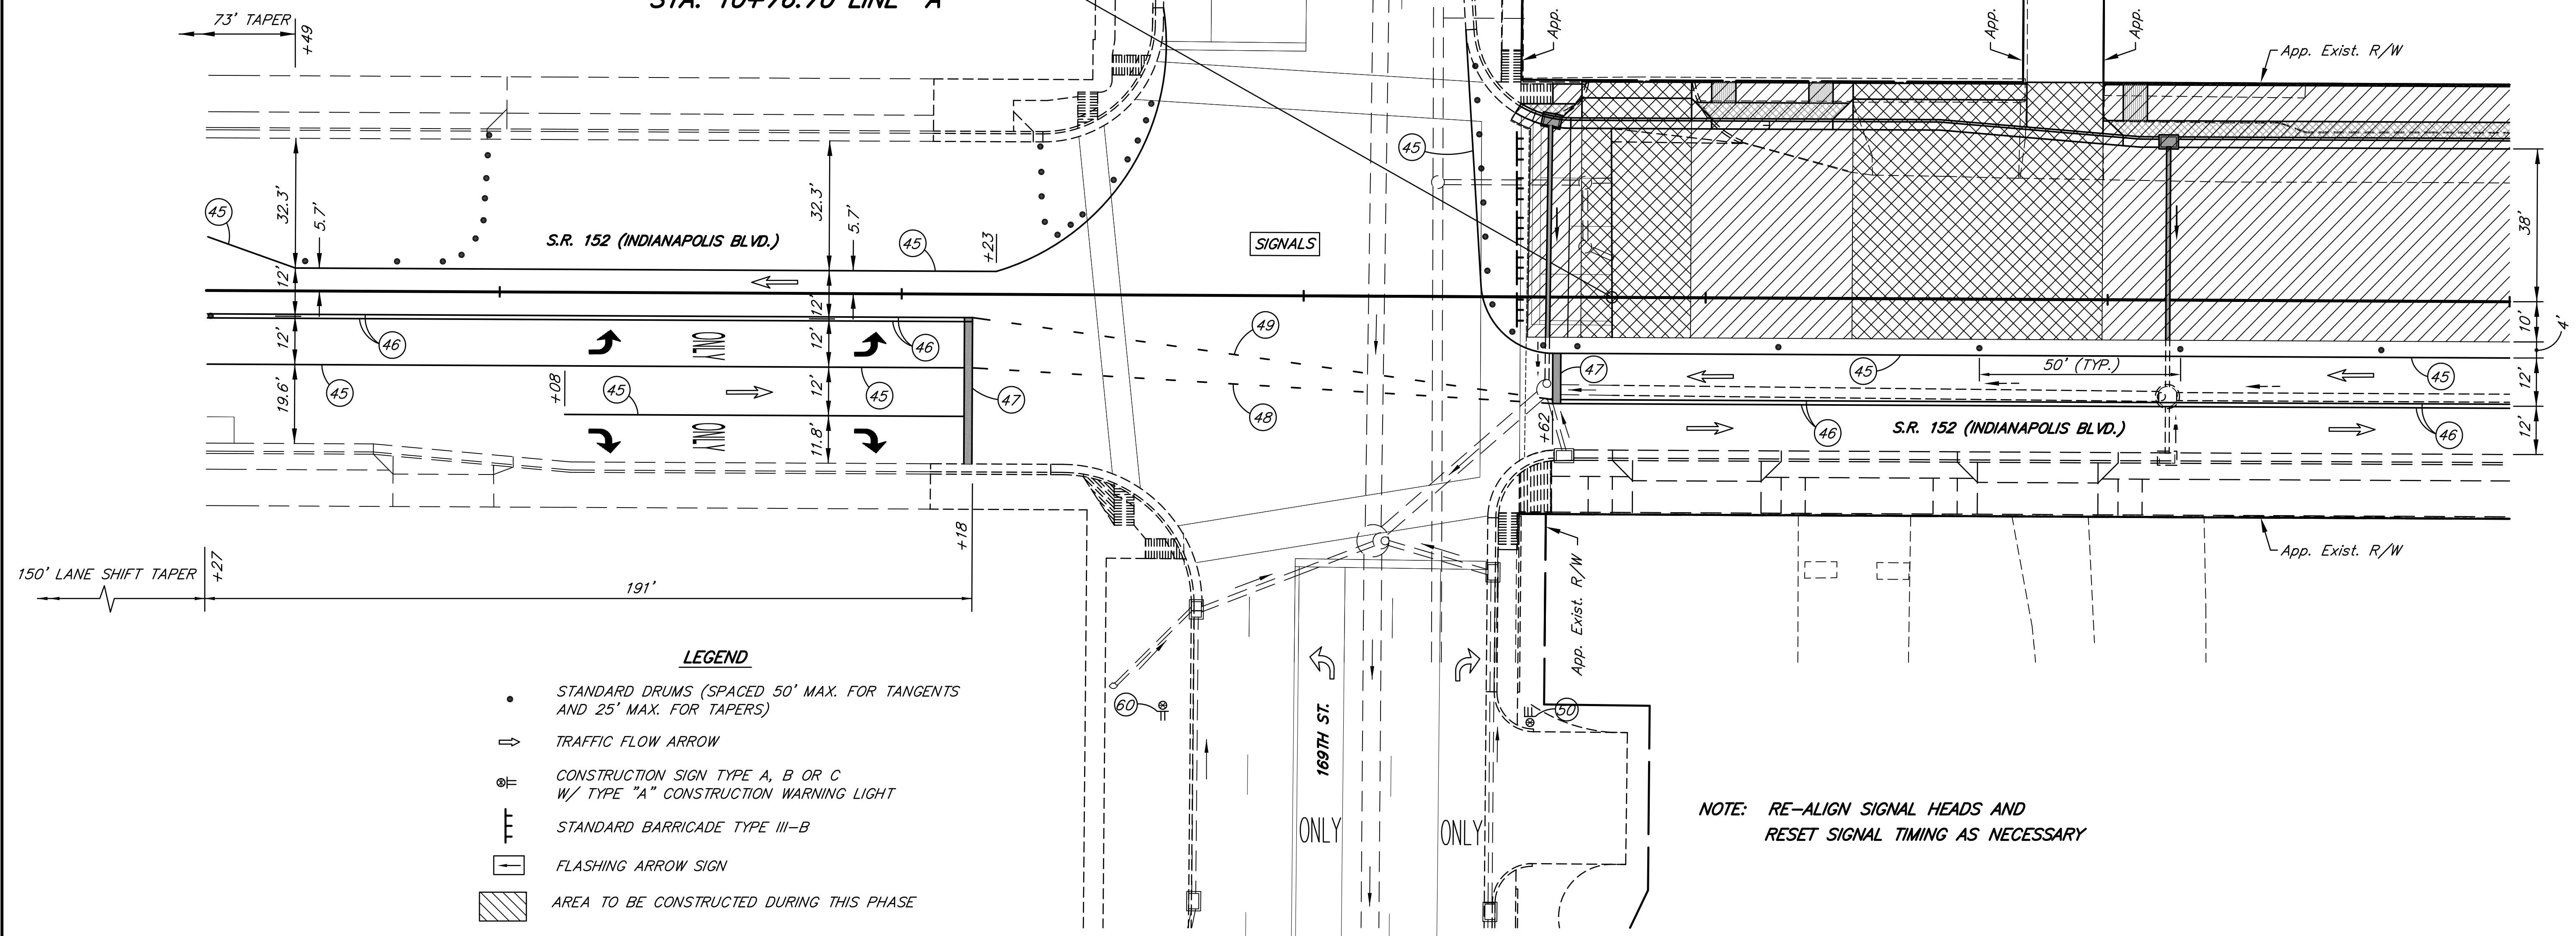 STA. 10+96.90 LINE "A"
73' TAPER
+49
App.
App.
App.
App. Exist. R/W
45
32.3'
5.7'
12'
S.R. 152 (INDIANAPOLIS BLVD.)
32.3'
5.7'
12'
45
+23
SIGNALS
45
38'
10'
4'
12'
12'
46
12'
19.6'
45
ONLY
ONLY
+08
45
12'
12'
11.8'
46
45
47
49
48
47
+62
45
50' (TYP.)
45
46
S.R. 152 (INDIANAPOLIS BLVD.)
46
+18
150' LANE SHIFT TAPER
+27
191'
App. Exist. R/W
App. Exist. R/W
60
50
169TH ST.
ONLY
ONLY
LEGEND
STANDARD DRUMS (SPACED 50' MAX. FOR TANGENTS
AND 25' MAX. FOR TAPERS)
TRAFFIC FLOW ARROW
CONSTRUCTION SIGN TYPE A, B OR C
W/ TYPE "A" CONSTRUCTION WARNING LIGHT
STANDARD BARRICADE TYPE III-B
FLASHING ARROW SIGN
AREA TO BE CONSTRUCTED DURING THIS PHASE
NOTE: RE-ALIGN SIGNAL HEADS AND
RESET SIGNAL TIMING AS NECESSARY